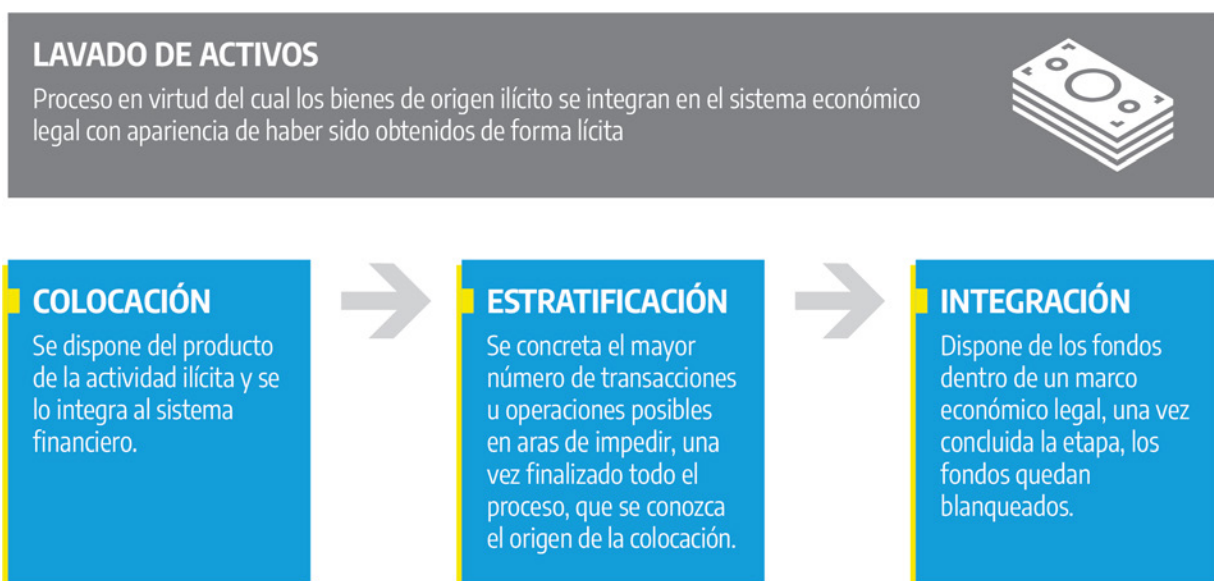 LAVADO DE ACTIVOS
Proceso en virtud del cual los bienes de origen ilícito se integran en el sistema económico
legal con apariencia de haber sido obtenidos de forma lícita
COLOCACIÓN
Se dispone del producto
de la actividad ilícita y se
lo integra al sistema
financiero.
ESTRATIFICACIÓN
Se concreta el mayor
número de transacciones
u operaciones posibles
en aras de impedir, una
vez finalizado todo el
proceso, que se conozca
el origen de la colocación.
INTEGRACIÓN
Dispone de los fondos
dentro de un marco
económico legal, una vez
concluida la etapa, los
fondos quedan
blanqueados.